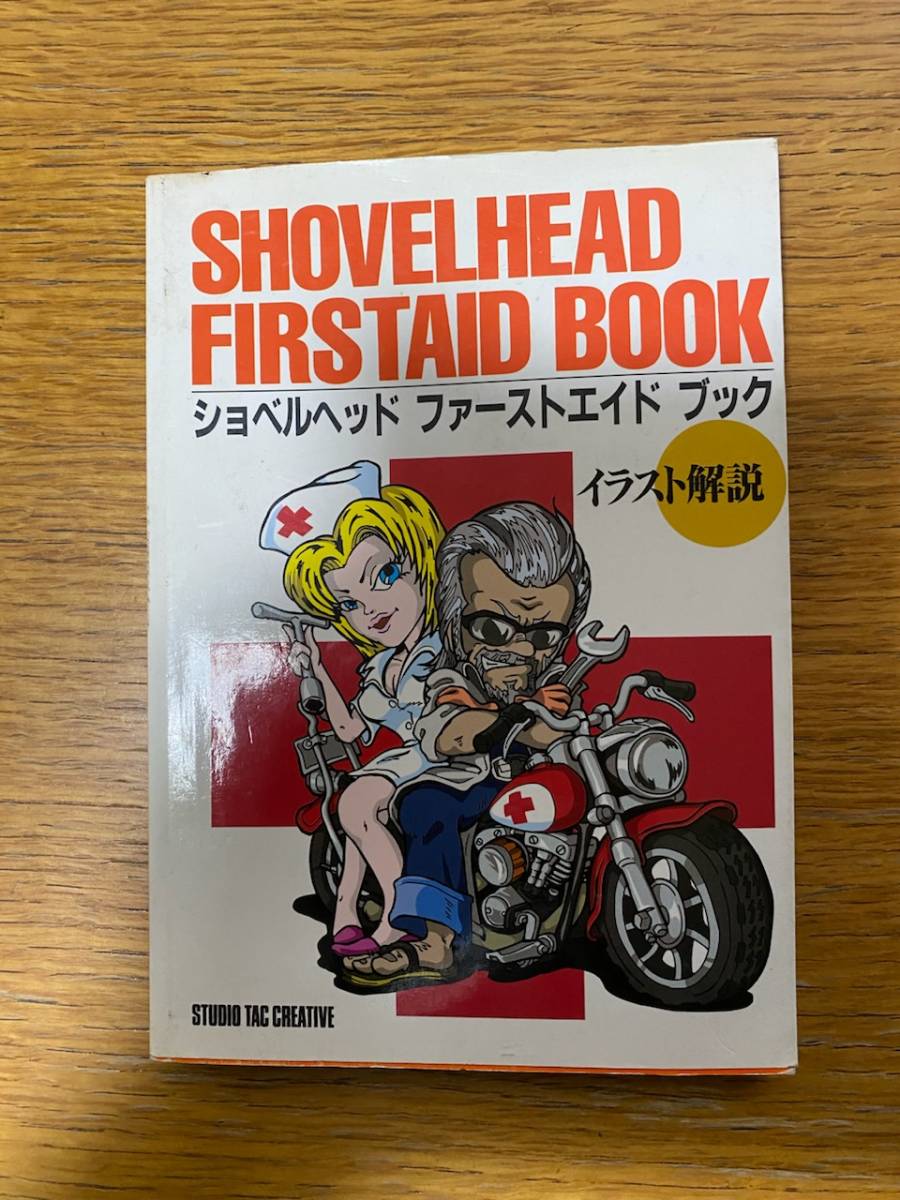 SHOVELHEAD
FIRSTAID BOOK
ショベルヘッド ファーストエイド ブック
イラスト解説
STUDIO TAC CREATIVE